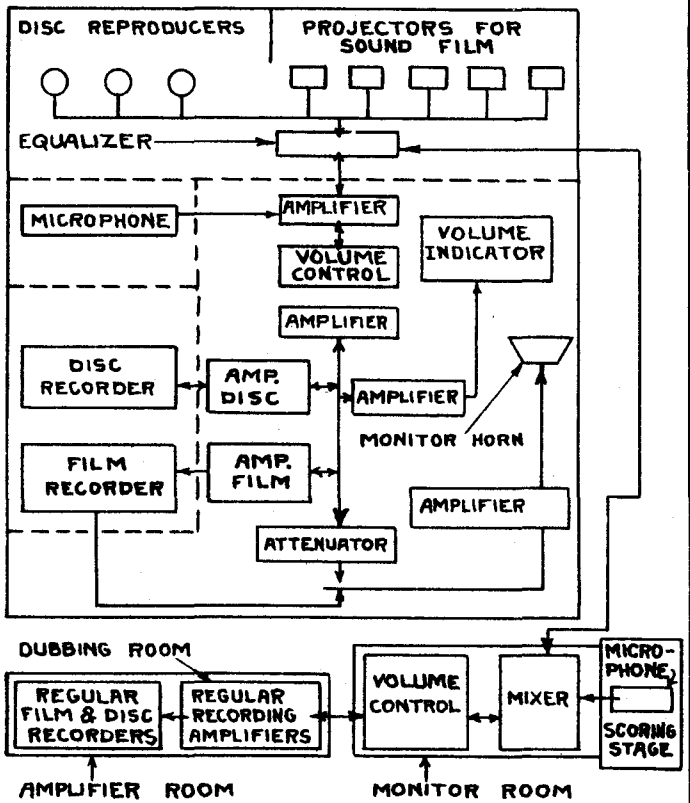 DISC REPRODUCERS
PROJECTORS FOR
SOUND FILM
EQUALIZER
MICROPHONE
AMPLIFIER
VOLUME
CONTROL
VOLUME
INDICATOR
AMPLIFIER
DISC
RECORDER
AMP.
DISC
AMPLIFIER
MONITOR HORN
FILM
RECORDER
AMP.
FILM
AMPLIFIER
ATTENUATOR
DUBBING ROOM
REGULAR
FILM & DISC
RECORDERS
REGULAR
RECORDING
AMPLIFIERS
VOLUME
CONTROL
MIXER
MICRO-
PHONE
SCORING
STAGE
AMPLIFIER ROOM
MONITOR ROOM